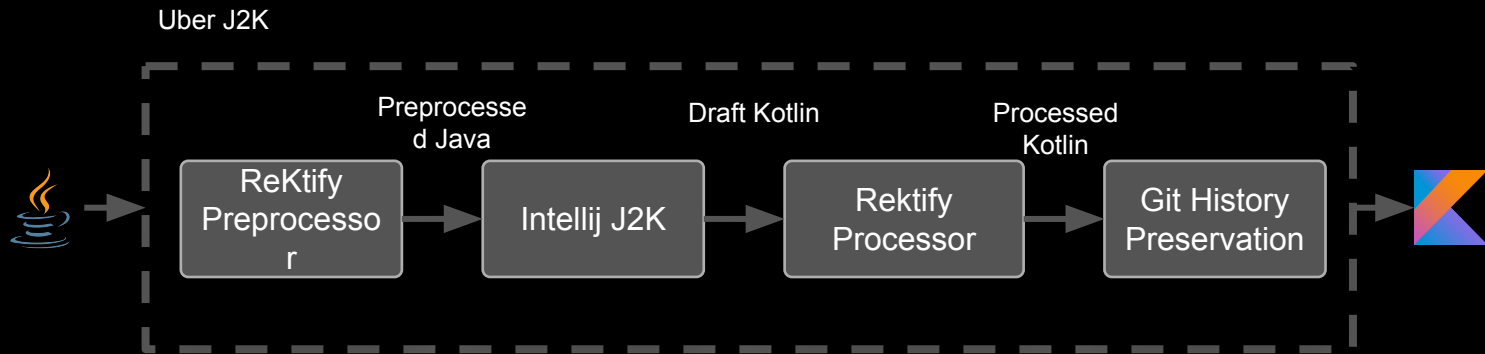 Uber J2K
Preprocesse
d Java
Draft Kotlin
Processed
Kotlin
ReKtify
Preprocesso
r
Intellij J2K
Rektify
Processor
Git History
Preservation